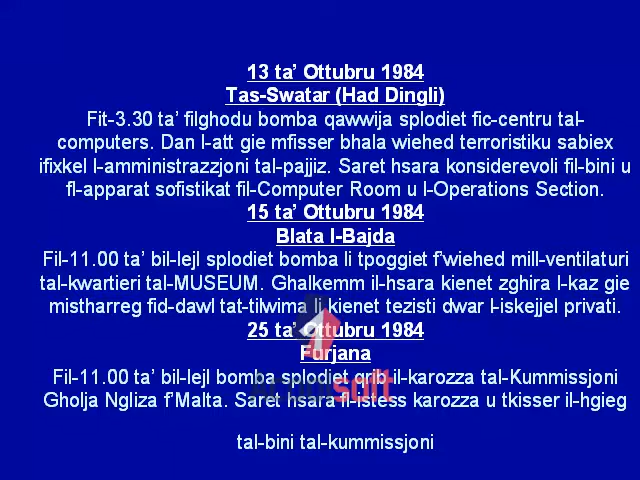 13 ta’ Ottubru 1984
Tas-Swatar (Had Dingli)
Fit-3.30 ta’ filghodu bomba qawwija splodiet fic-centru tal-
computers. Dan l-att gie mfisser bhala wiehed terroristiku sabiex
ifixkel l-amministrazzjoni tal-pajjiz. Saret hsara konsiderevoli fil-bini u
fl-apparat sofistikat fil-Computer Room u l-Operations Section.
15 ta’ Ottubru 1984
Blata l-Bajda
Fil-11.00 ta’ bil-lejl splodiet bomba li tpoggiet f’wiehed mill-ventilaturi
tal-kwartieri tal-MUSEUM. Ghalkemm il-hsara kienet zghira l-kaz gie
mistharreg fid-dawl tat-tilwima li kienet tezisti dwar l-iskejjel privati.
25 ta’ Ottubru 1984
Furjana
Fil-11.00 ta’ bil-lejl bomba splodiet qrib il-karozza tal-Kummissjoni
Gholja Ngliza f’Malta. Saret hsara fl-istess karozza u tkisser il-hgieg
tal-bini tal-kummissjoni